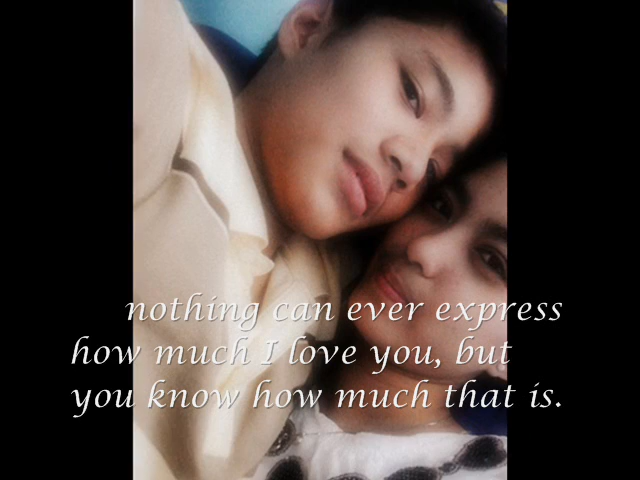 nothing can ever express
how much I love you, but
you know how much that is.